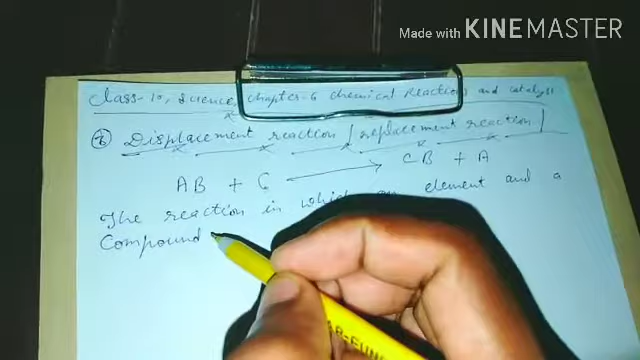 Made with KINEMASTER
Class-10, Science, Chapter-6 Chemical Reactions and catalyst
b Displacement reaction / replacement reaction /
AB + C → CB + A
The reaction in which an element and a
Compound